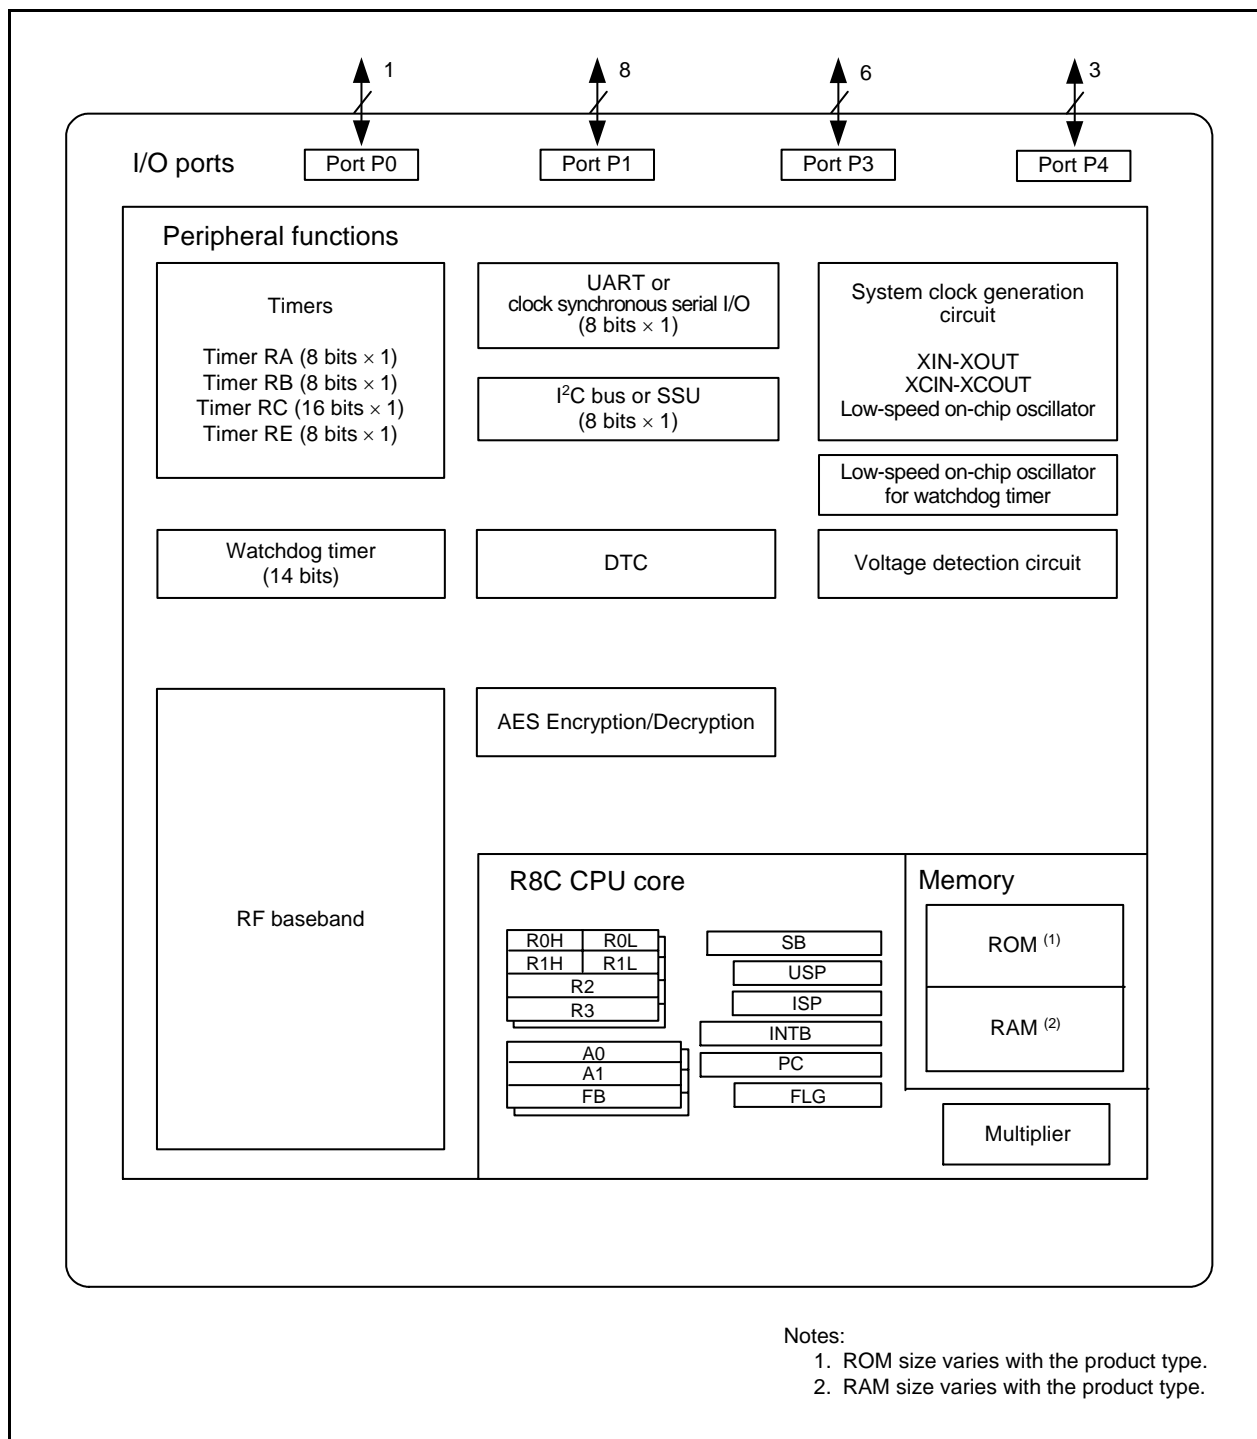 1
8
6
3
I/O ports
Port P0
Port P1
Port P3
Port P4
Peripheral functions
Timers
Timer RA (8 bits × 1)
Timer RB (8 bits × 1)
Timer RC (16 bits × 1)
Timer RE (8 bits × 1)
UART or
clock synchronous serial I/O
(8 bits × 1)
I²C bus or SSU
(8 bits × 1)
System clock generation
circuit
XIN-XOUT
XCIN-XCOUT
Low-speed on-chip oscillator
Low-speed on-chip oscillator
for watchdog timer
Watchdog timer
(14 bits)
DTC
Voltage detection circuit
RF baseband
AES Encryption/Decryption
R8C CPU core
R0H
R0L
R1H
R1L
R2
R3
A0
A1
FB
SB
USP
ISP
INTB
PC
FLG
Memory
ROM (1)
RAM (2)
Multiplier
Notes:
1. ROM size varies with the product type.
2. RAM size varies with the product type.